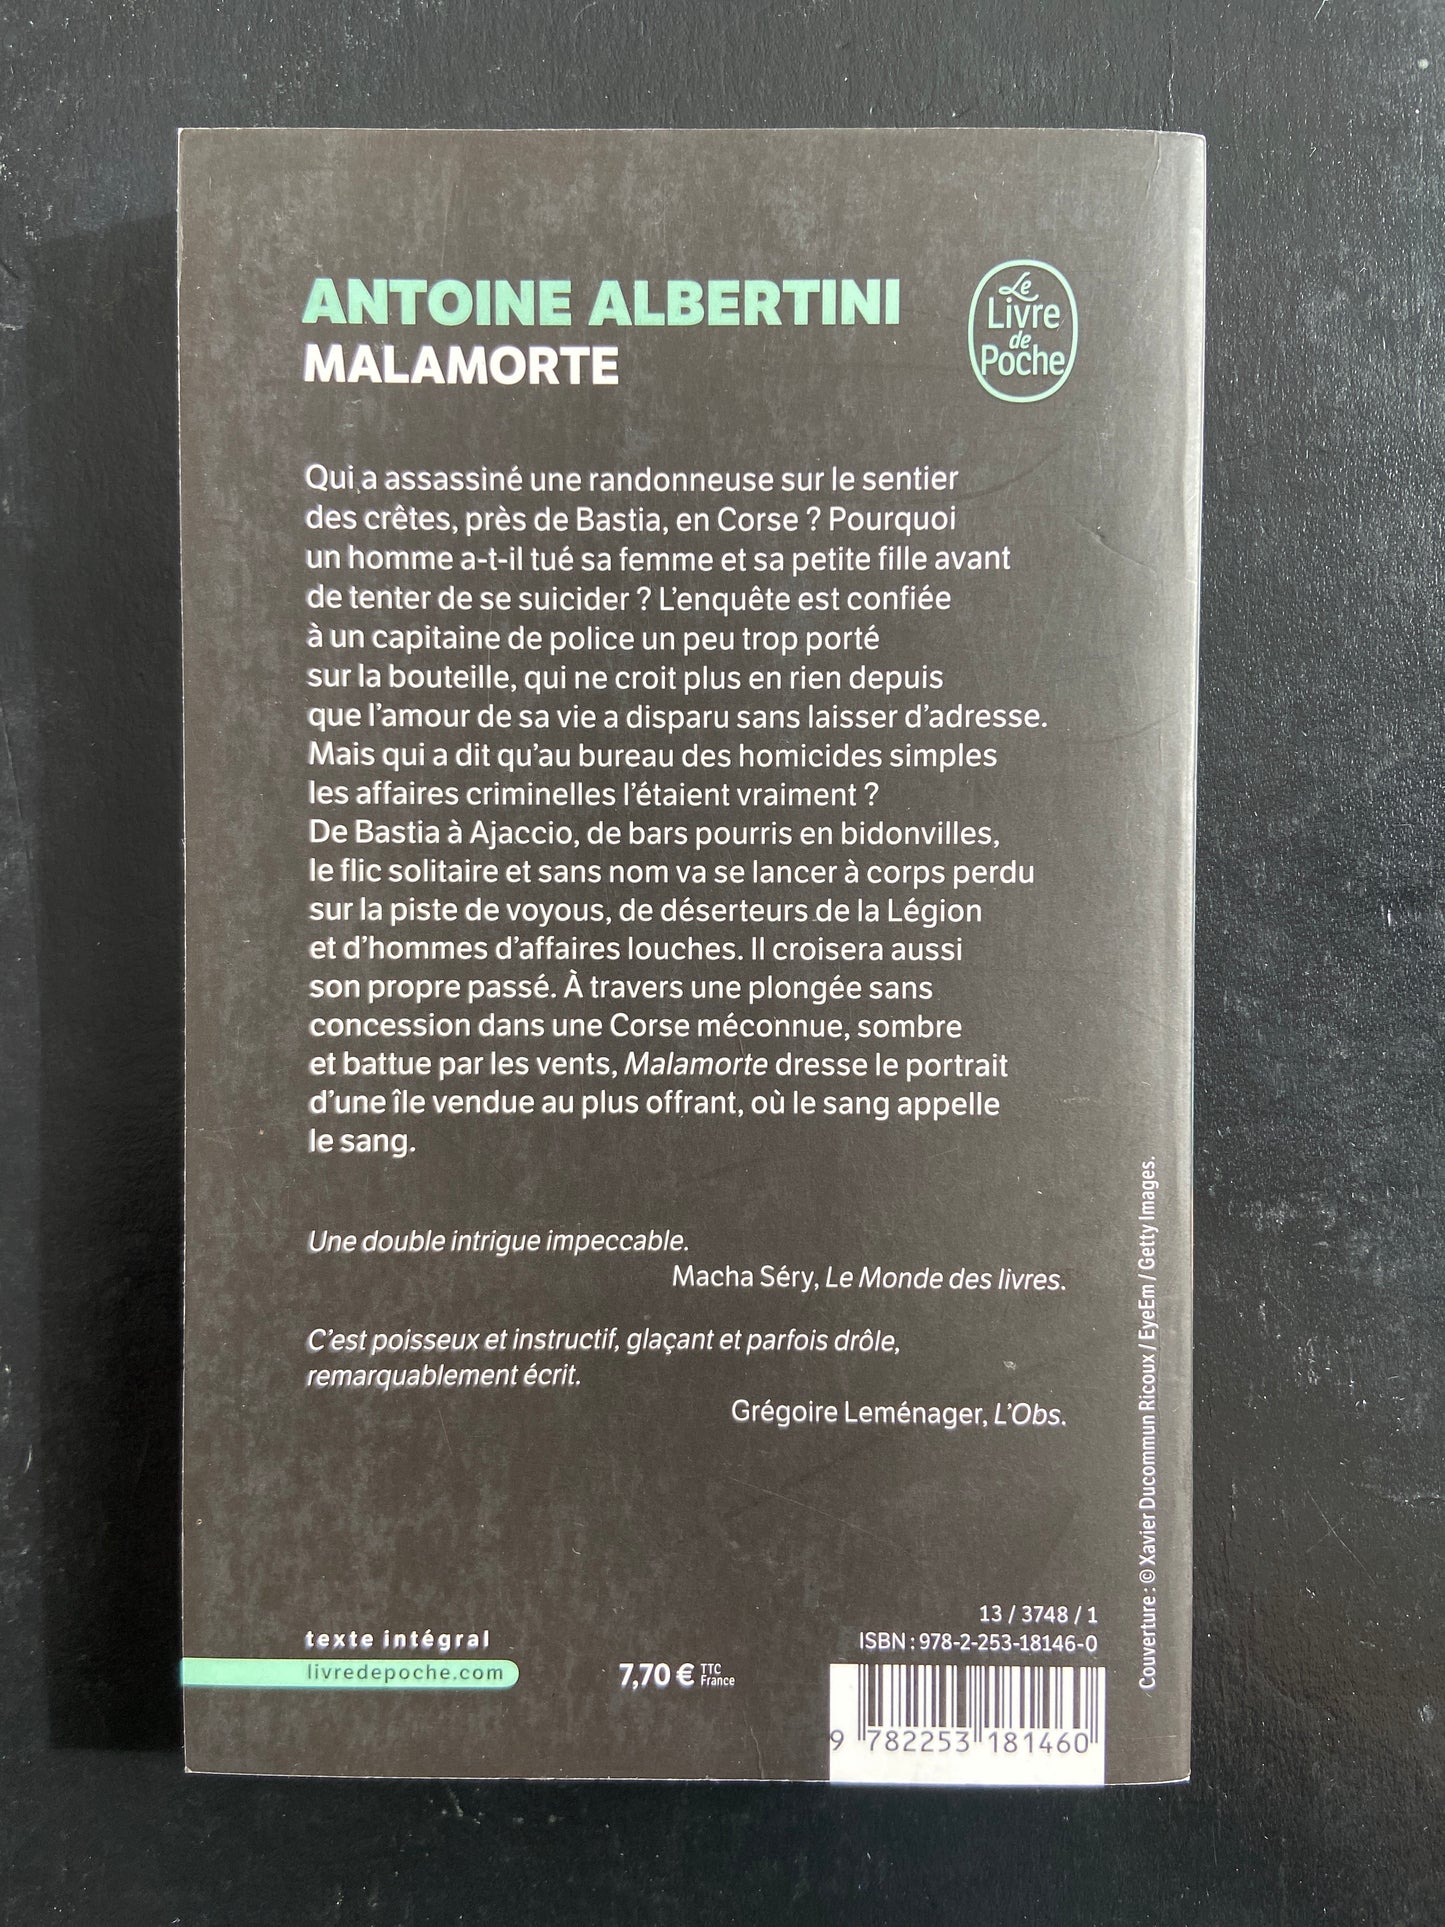 ANTOINE ALBERTINI
MALAMORTE
Le
Livre
de
Poche
Qui a assassiné une randonneuse sur le sentier
des crêtes, près de Bastia, en Corse ? Pourquoi
un homme a-t-il tué sa femme et sa petite fille avant
de tenter de se suicider ? L'enquête est confiée
à un capitaine de police un peu trop porté
sur la bouteille, qui ne croit plus en rien depuis
que l'amour de sa vie a disparu sans laisser d'adresse.
Mais qui a dit qu'au bureau des homicides simples
les affaires criminelles l'étaient vraiment ?
De Bastia à Ajaccio, de bars pourris en bidonvilles,
le flic solitaire et sans nom va se lancer à corps perdu
sur la piste de voyous, de déserteurs de la Légion
et d'hommes d'affaires louches. Il croisera aussi
son propre passé. À travers une plongée sans
concession dans une Corse méconnue, sombre
et battue par les vents, Malamorte dresse le portrait
d'une île vendue au plus offrant, où le sang appelle
le sang.
Une double intrigue impeccable.
Macha Séry, Le Monde des livres.
C'est poisseux et instructif, glaçant et parfois drôle,
remarquablement écrit.
Grégoire Leménager, L'Obs.
Couverture : © Xavier Ducommun Ricoux / EyeEm / Getty Images.
texte intégral
livredepoche.com
7,70 € TTC
France
13 / 3748 / 1
ISBN : 978-2-253-18146-0
9 782253 181460